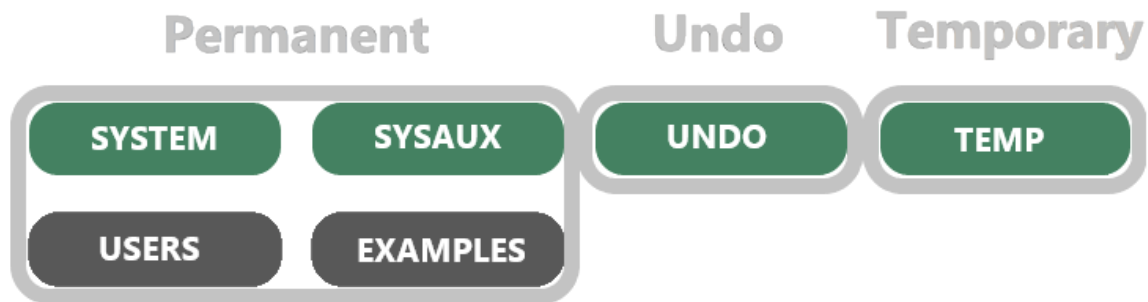 Permanent Undo Temporary
SYSTEM SYSAUX UNDO TEMP
USERS EXAMPLES